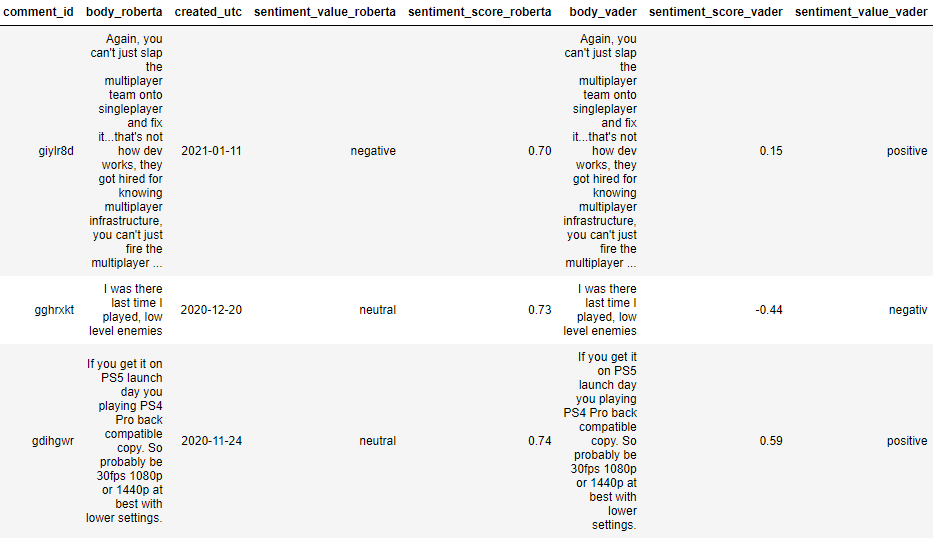 comment_id body_roberta created_utc sentiment_value_roberta sentiment_score_roberta body_vader sentiment_score_vader sentiment_value_vader
giylr8d
Again, you
can't just slap
the
multiplayer
team onto
singleplayer
and fix
it...that's not
how dev
works, they
got hired for
knowing
multiplayer
infrastructure,
you can't just
fire the
multiplayer ...
2021-01-11
negative
0.70
Again, you
can't just slap
the
multiplayer
team onto
singleplayer
and fix
it...that's not
how dev
works, they
got hired for
knowing
multiplayer
infrastructure,
you can't just
fire the
multiplayer ...
0.15
positive
gghrxkt
I was there
last time I
played, low
level enemies
2020-12-20
neutral
0.73
I was there
last time I
played, low
level enemies
-0.44
negativ
gdihgwr
If you get it on
PS5 launch
day you
playing PS4
Pro back
compatible
copy. So
probably be
30fps 1080p
or 1440p at
best with
lower settings.
2020-11-24
neutral
0.74
If you get it
on PS5
launch day
you playing
PS4 Pro back
compatible
copy. So
probably be
30fps 1080p
or 1440p at
best with
lower
settings.
0.59
positive